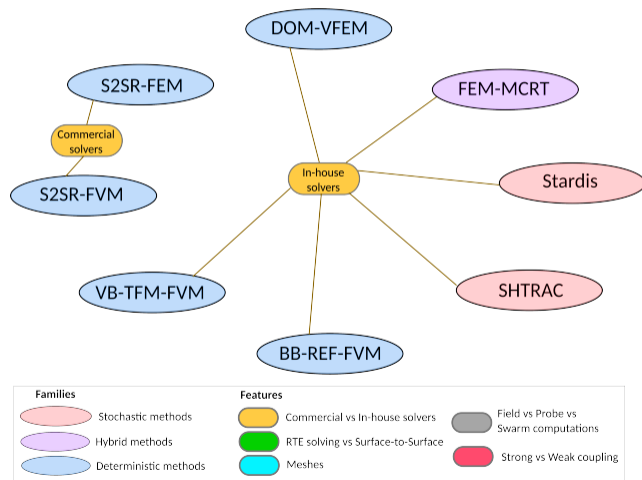 DOM-VFEM
S2SR-FEM
FEM-MCRT
Commercial
solvers
In-house
solvers
Stardis
S2SR-FVM
VB-TFM-FVM
SHTRAC
BB-REF-FVM
Families
Features
Stochastic methods
Commercial vs In-house solvers
Field vs Probe vs
Swarm computations
Hybrid methods
RTE solving vs Surface-to-Surface
Deterministic methods
Meshes
Strong vs Weak coupling